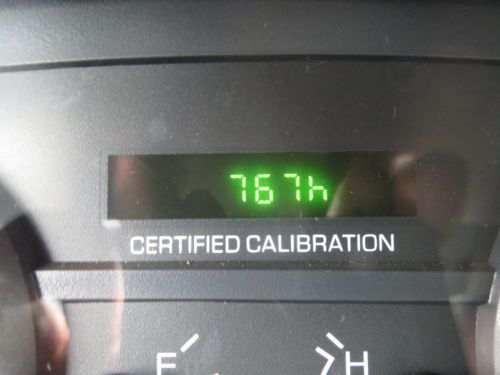 767h
CERTIFIED CALIBRATION
F H